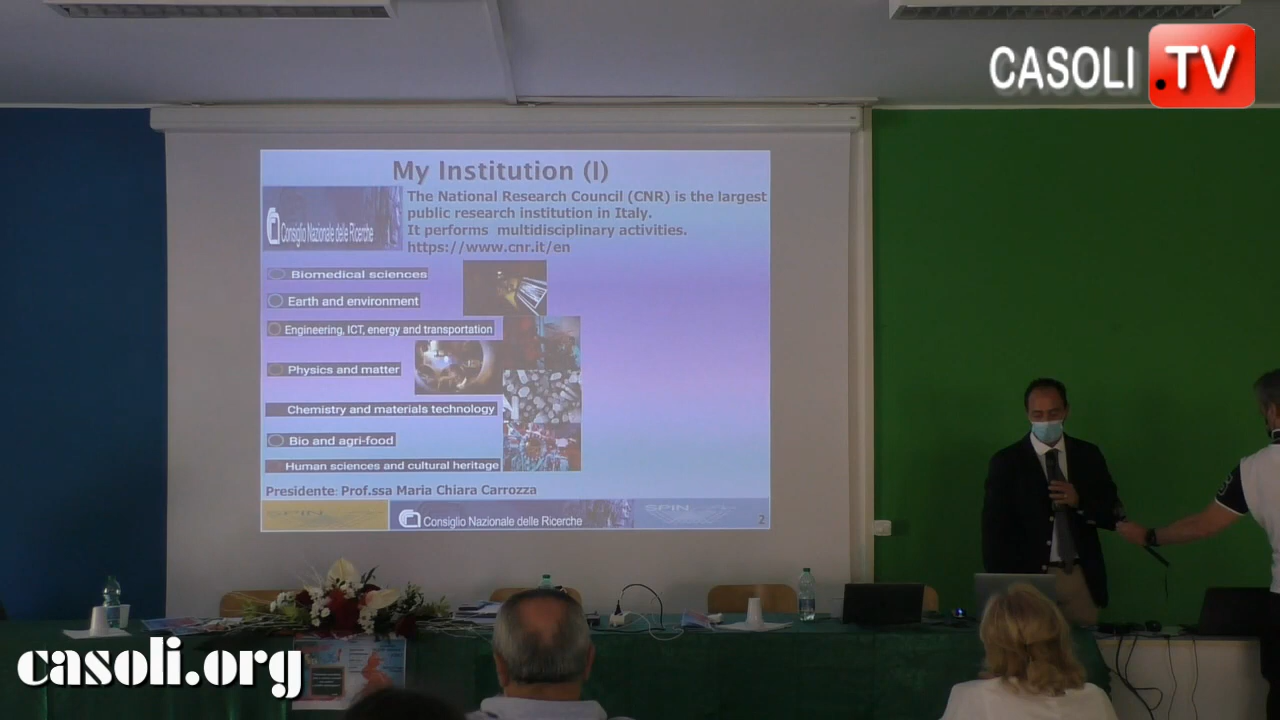 CASOLI.TV
My Institution (I)
The National Research Council (CNR) is the largest
public research institution in Italy.
It performs multidisciplinary activities.
https://www.cnr.it/en
Consiglio Nazionale delle Ricerche
Biomedical sciences
Earth and environment
Engineering, ICT, energy and transportation
Physics and matter
Chemistry and materials technology
Bio and agri-food
Human sciences and cultural heritage
Presidente: Prof.ssa Maria Chiara Carrozza
SPIN
Consiglio Nazionale delle Ricerche
SPIN
2
casoli.org